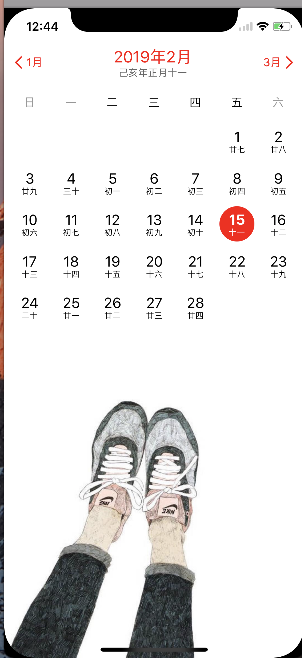 12:44
1月 2019年2月 3月
己亥年正月十一
日 一 二 三 四 五 六
1 2
廿七 廿八
3 4 5 6 7 8 9
廿九 三十 初一 初二 初三 初四 初五
10 11 12 13 14 15 16
初六 初七 初八 初九 初十 十一 十二
17 18 19 20 21 22 23
十三 十四 十五 十六 十七 十八 十九
24 25 26 27 28
二十 廿一 廿二 廿三 廿四
NIKE NIKE